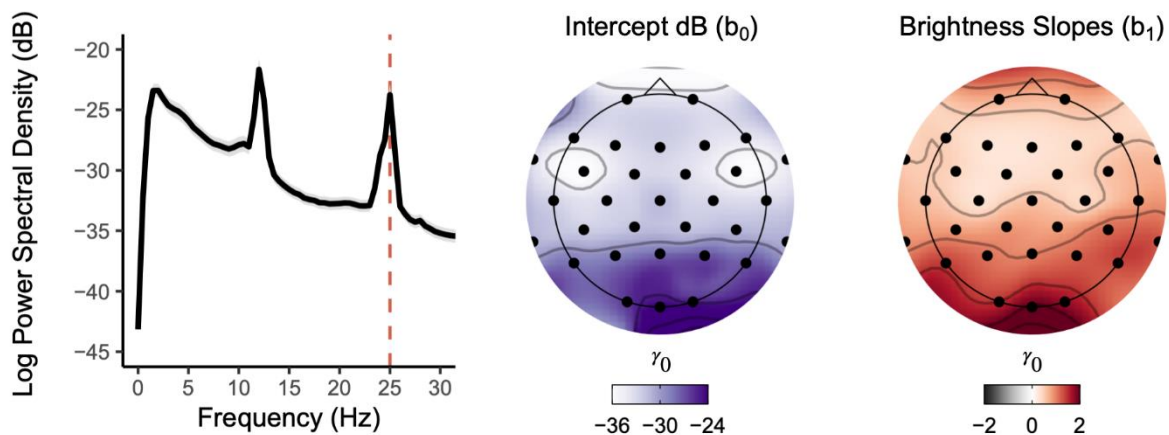 Log Power Spectral Density (dB)
−20
−25
−30
−35
−40
−45
0 5 10 15 20 25 30
Frequency (Hz)
Intercept dB (b₀)
γ₀
−36 −30 −24
Brightness Slopes (b₁)
γ₀
−2 0 2